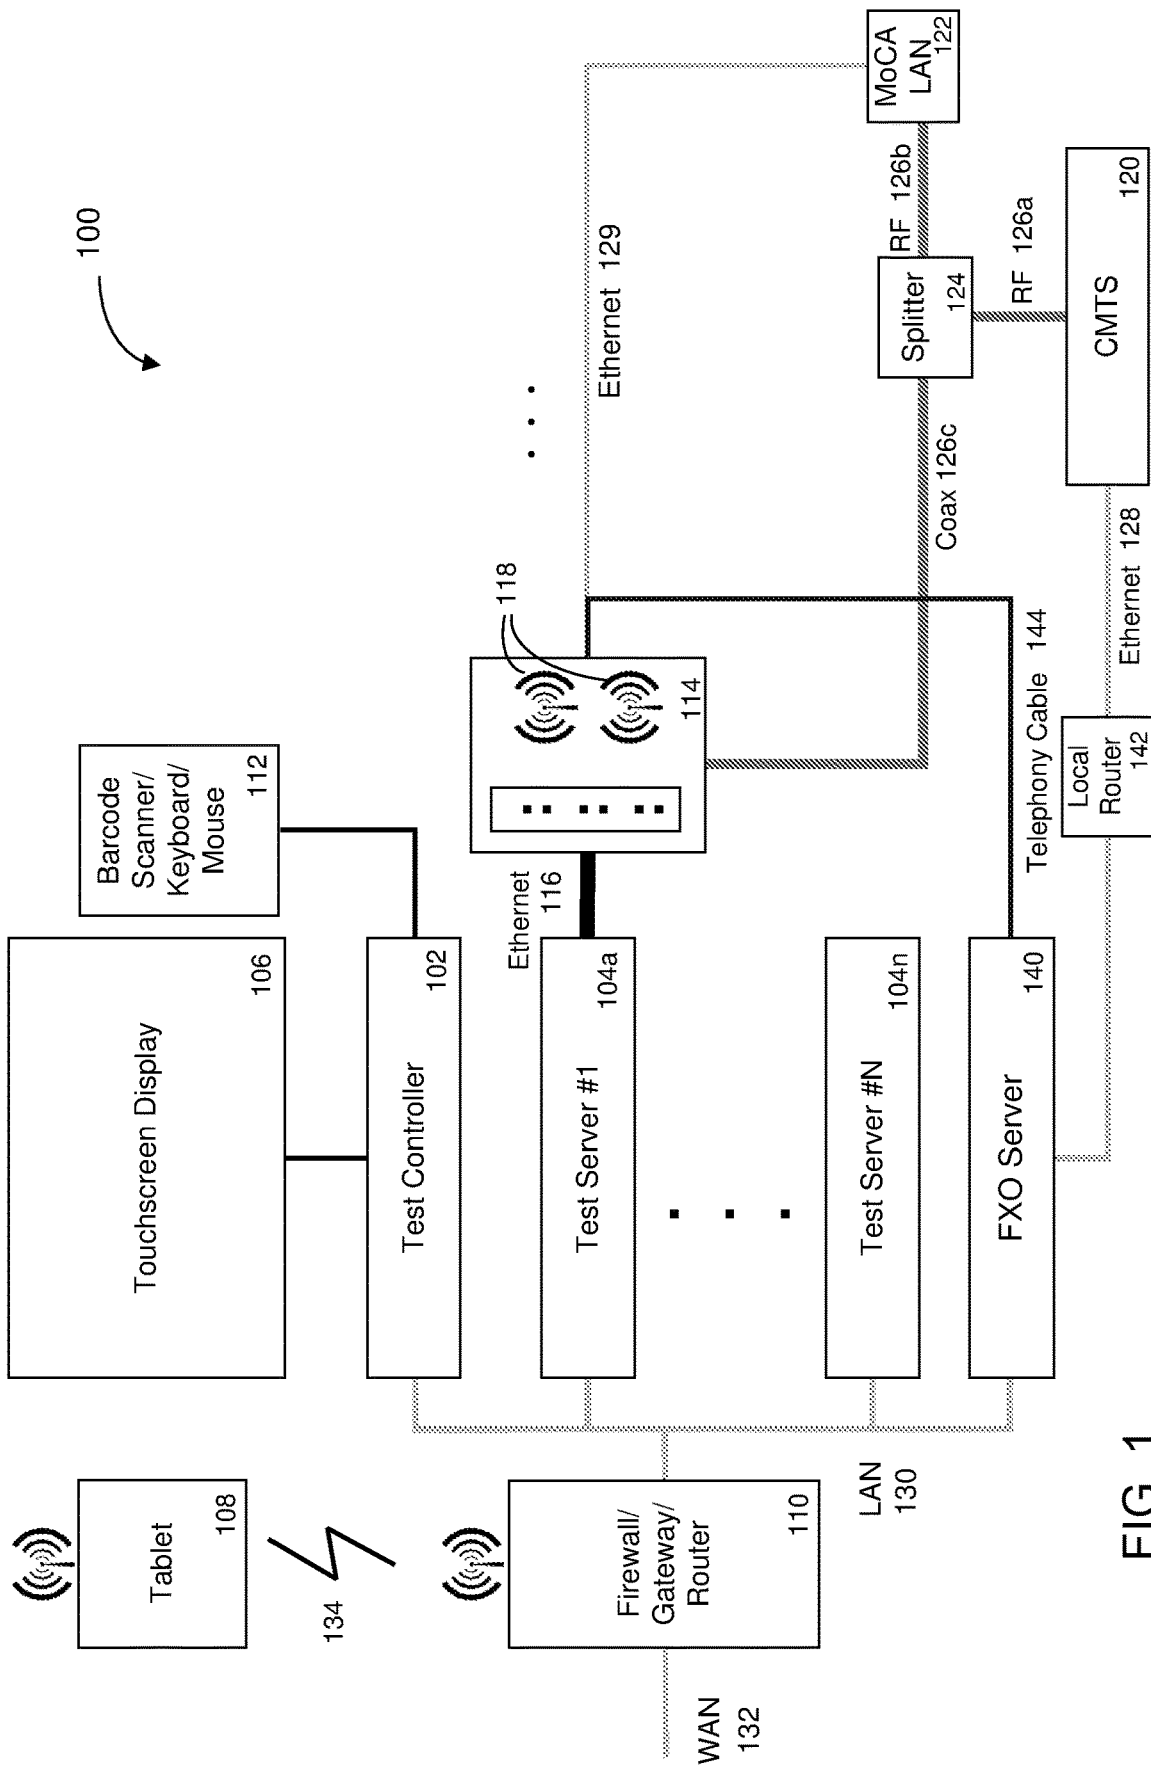 100
Tablet
108
134
Firewall/
Gateway/
Router
110
WAN
132
LAN
130
Touchscreen Display
106
Test Controller
102
Barcode
Scanner/
Keyboard/
Mouse
112
Test Server #1
104a
Test Server #N
104n
FXO Server
140
Ethernet
116
118
114
Ethernet 129
MoCA
LAN
122
RF 126b
Splitter
124
RF 126a
Coax 126c
CMTS
120
Ethernet 128
Local
Router
142
Telephony Cable 144
FIG. 1